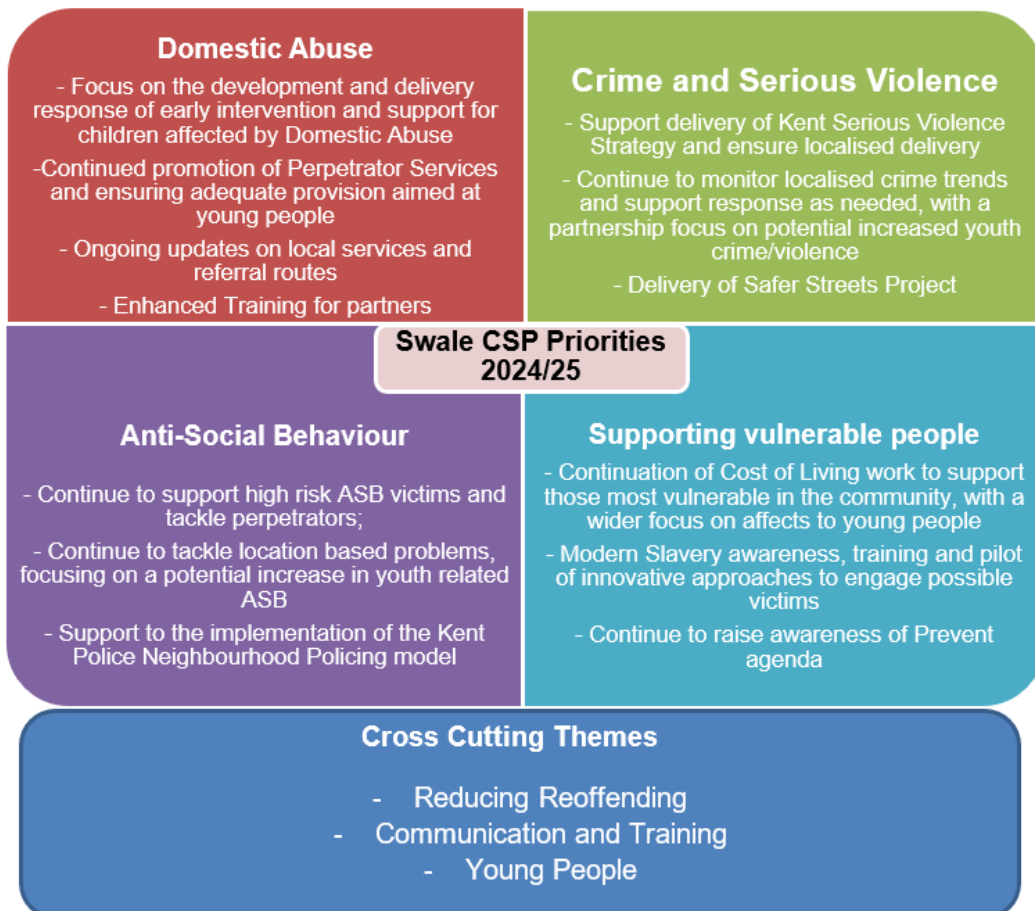 Domestic Abuse
- Focus on the development and delivery
response of early intervention and support for
children affected by Domestic Abuse
-Continued promotion of Perpetrator Services
and ensuring adequate provision aimed at
young people
- Ongoing updates on local services and
referral routes
- Enhanced Training for partners
Crime and Serious Violence
- Support delivery of Kent Serious Violence
Strategy and ensure localised delivery
- Continue to monitor localised crime trends
and support response as needed, with a
partnership focus on potential increased youth
crime/violence
- Delivery of Safer Streets Project
Swale CSP Priorities
2024/25
Anti-Social Behaviour
- Continue to support high risk ASB victims and
tackle perpetrators;
- Continue to tackle location based problems,
focusing on a potential increase in youth related
ASB
- Support to the implementation of the Kent
Police Neighbourhood Policing model
Supporting vulnerable people
- Continuation of Cost of Living work to support
those most vulnerable in the community, with a
wider focus on affects to young people
- Modern Slavery awareness, training and pilot
of innovative approaches to engage possible
victims
- Continue to raise awareness of Prevent
agenda
Cross Cutting Themes
- Reducing Reoffending
- Communication and Training
- Young People